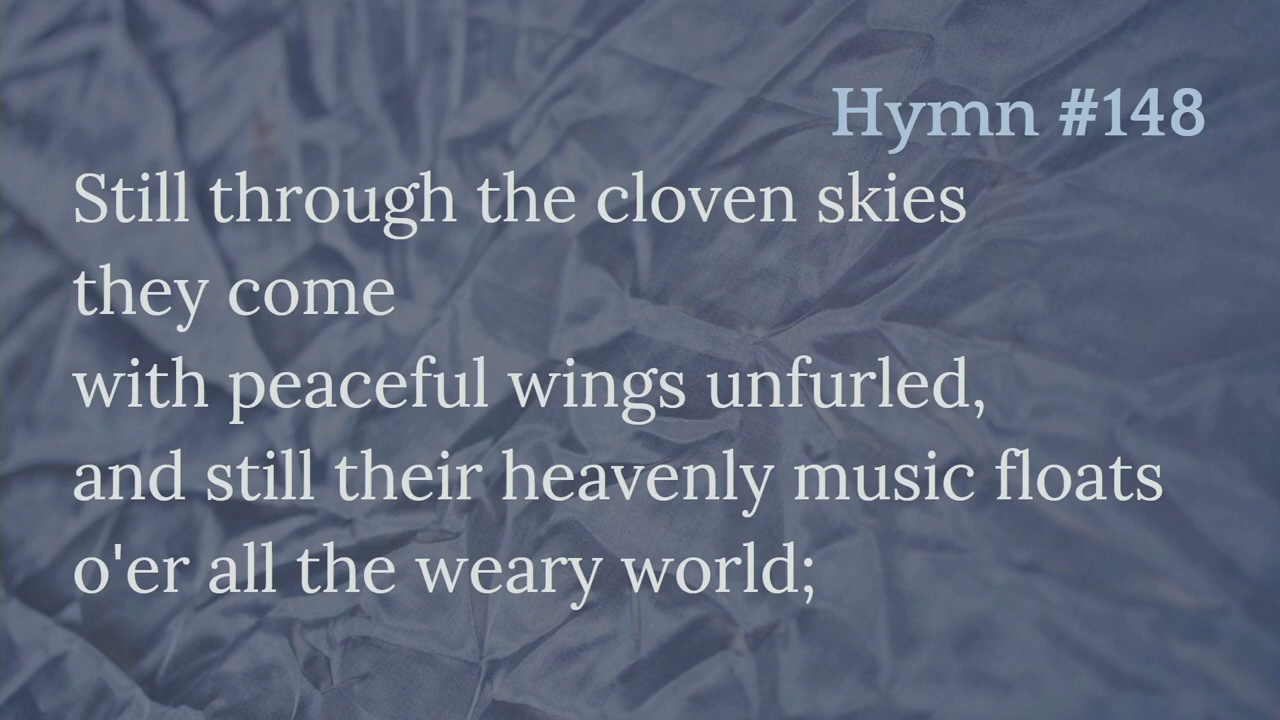 Hymn #148
Still through the cloven skies
they come
with peaceful wings unfurled,
and still their heavenly music floats
o'er all the weary world;